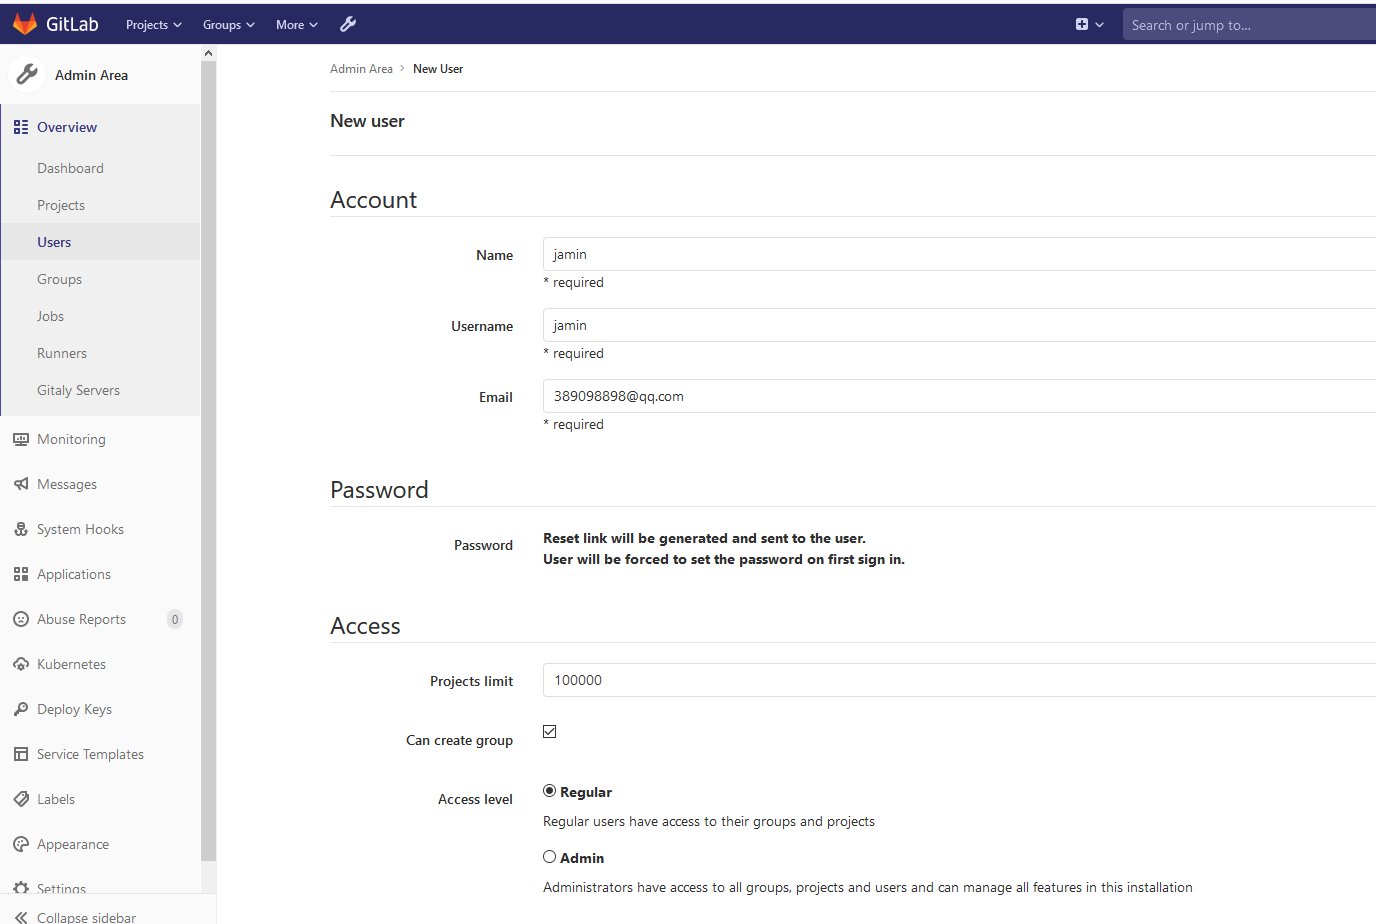 GitLab Projects Groups More Search or jump to...
Admin Area
Overview
Dashboard
Projects
Users
Groups
Jobs
Runners
Gitaly Servers
Monitoring
Messages
System Hooks
Applications
Abuse Reports 0
Kubernetes
Deploy Keys
Service Templates
Labels
Appearance
Settings
Collapse sidebar
Admin Area > New User
New user
Account
Name jamin
* required
Username jamin
* required
Email 389098898@qq.com
* required
Password
Password Reset link will be generated and sent to the user.
User will be forced to set the password on first sign in.
Access
Projects limit 100000
Can create group
Access level Regular
Regular users have access to their groups and projects
Admin
Administrators have access to all groups, projects and users and can manage all features in this installation